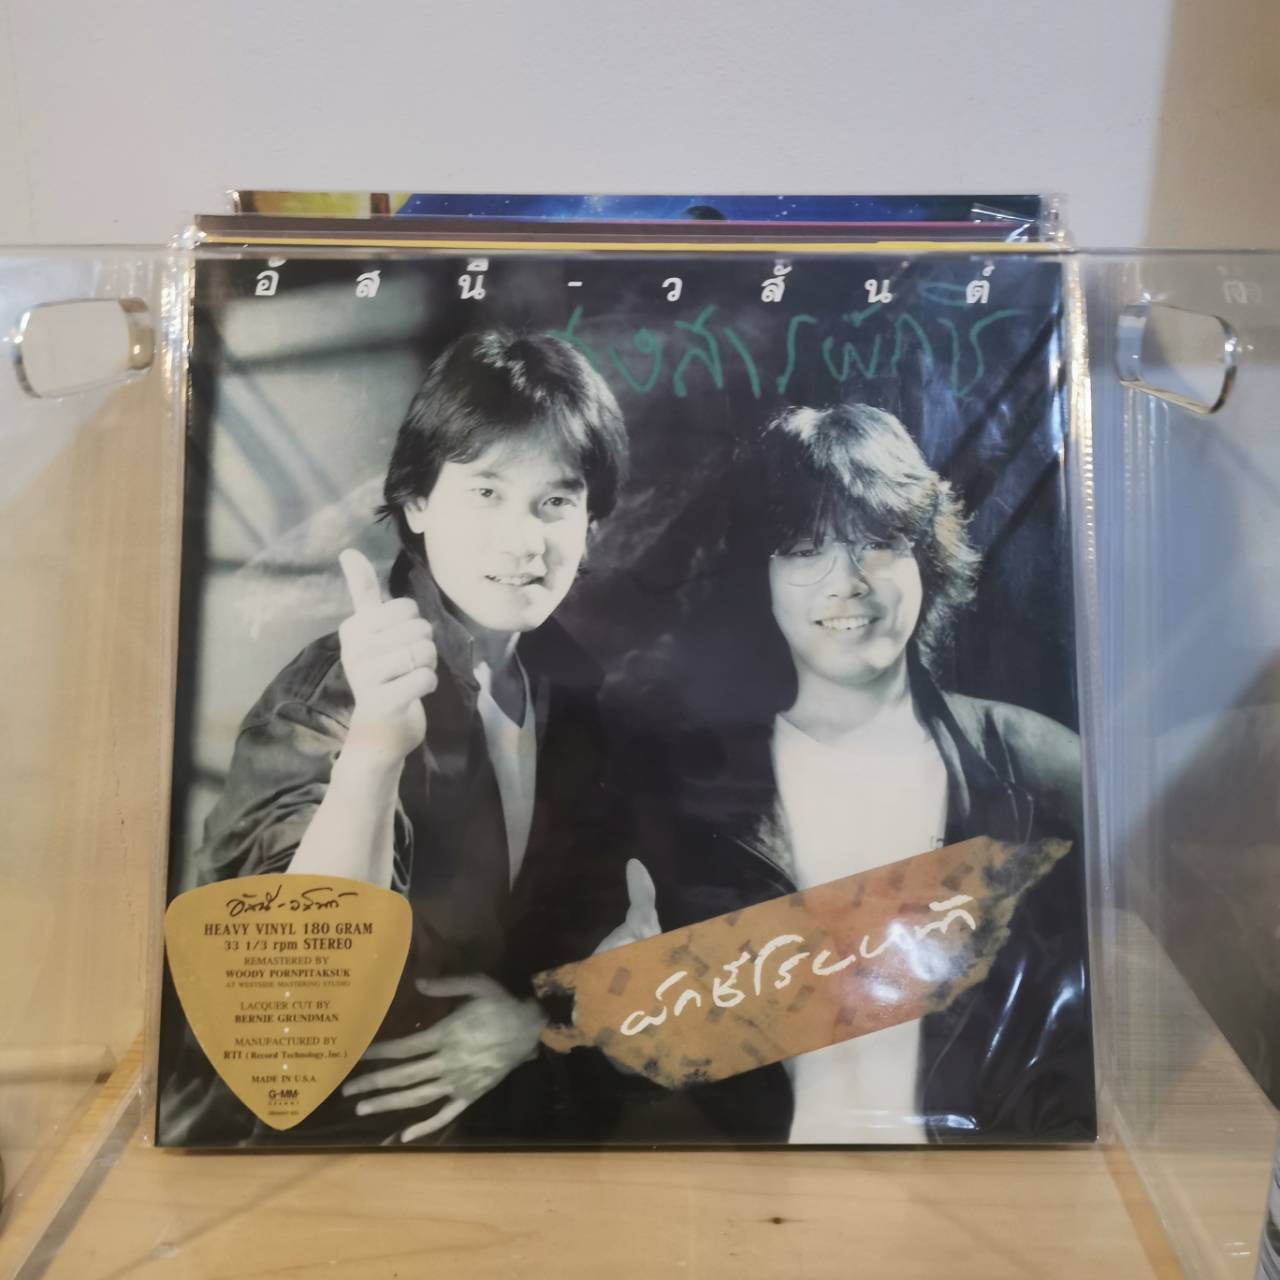 อัสนี - วสันต์
สงสารผักชี
ผักชีโรยหน้า
อัสนี - วสันต์
HEAVY VINYL 180 GRAM
33 1/3 rpm STEREO
REMASTERED BY
WOODY PORNPITAKSUK
AT WESTSIDE MASTERING STUDIO
LACQUER CUT BY
BERNIE GRUNDMAN
MANUFACTURED BY
RTI ( Record Technology, Inc. )
MADE IN U.S.A
GMM
GRAMMY